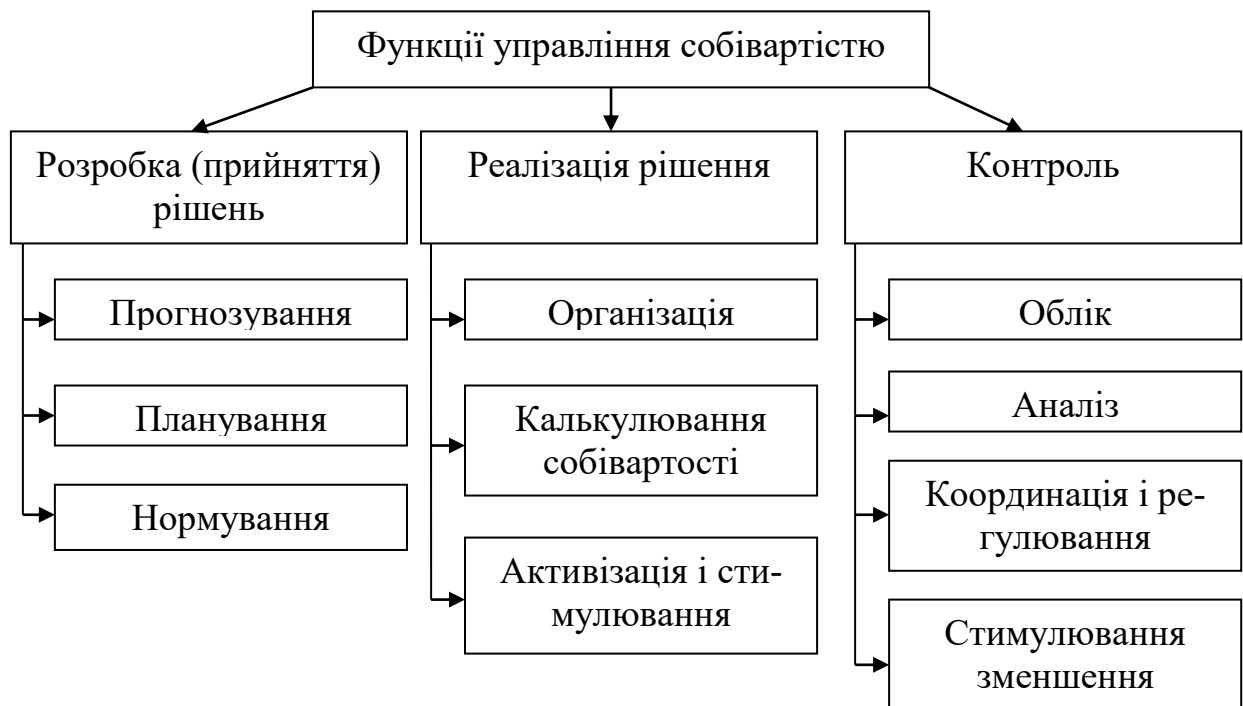 Функції управління собівартістю
Розробка (прийняття)
рішень
Прогнозування
Планування
Нормування
Реалізація рішення
Організація
Калькулювання
собівартості
Активізація і сти-
мулювання
Контроль
Облік
Аналіз
Координація і ре-
гулювання
Стимулювання
зменшення